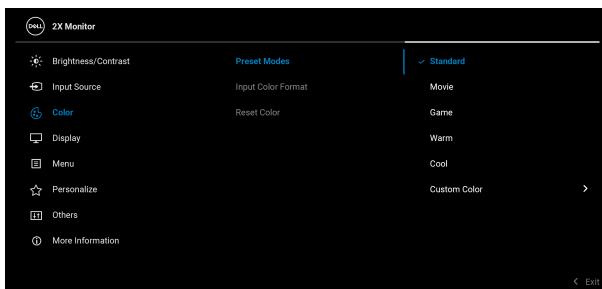 DELL 2X Monitor
Brightness/Contrast Preset Modes Standard
Input Source Input Color Format Movie
Color Reset Color Game
Display Warm
Menu Cool
Personalize Custom Color
Others
More Information
Exit